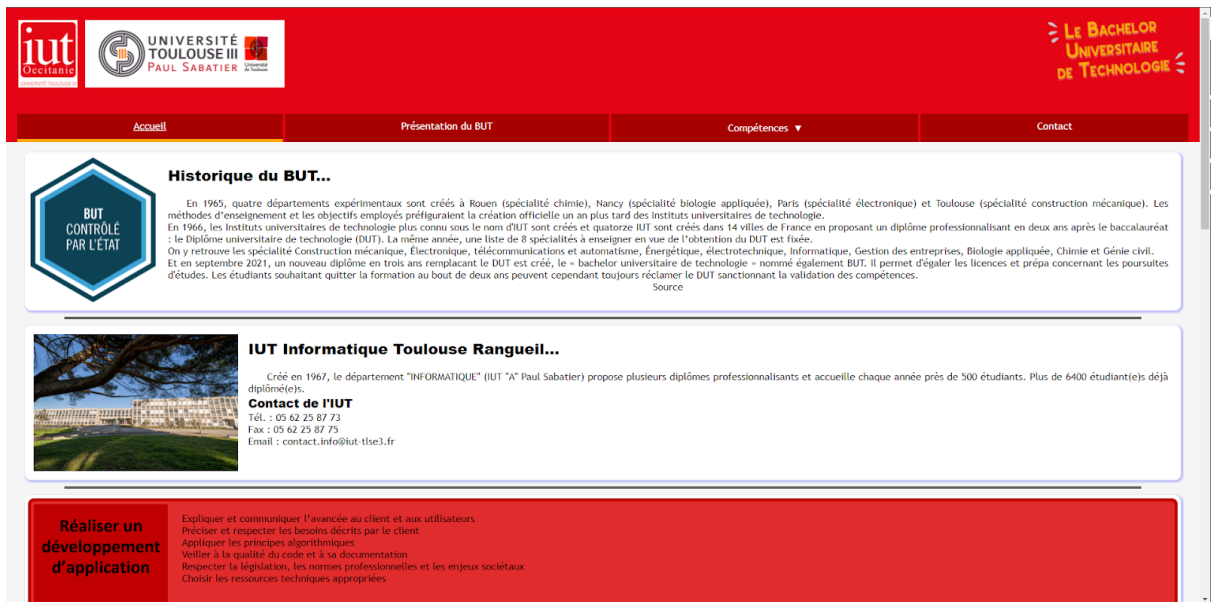 iut
Occitanie
UNIVERSITÉ
TOULOUSE III
PAUL SABATIER
Université
de Toulouse
LE BACHELOR
UNIVERSITAIRE
DE TECHNOLOGIE
Accueil
Présentation du BUT
Compétences ▼
Contact
BUT
CONTRÔLÉ
PAR L'ÉTAT
Historique du BUT...
En 1965, quatre départements expérimentaux sont créés à Rouen (spécialité chimie), Nancy (spécialité biologie appliquée), Paris (spécialité électronique) et Toulouse (spécialité construction mécanique). Les
méthodes d'enseignement et les objectifs employés préfiguraient la création officielle un an plus tard des Instituts universitaires de technologie.
En 1966, les Instituts universitaires de technologie plus connu sous le nom d'IUT sont créés et quatorze IUT sont créés dans 14 villes de France en proposant un diplôme professionnalisant en deux ans après le baccalauréat
: le Diplôme universitaire de technologie (DUT). La même année, une liste de 8 spécialités à enseigner en vue de l'obtention du DUT est fixée.
On y retrouve les spécialité Construction mécanique, Électronique, télécommunications et automatisme, Énergétique, électrotechnique, Informatique, Gestion des entreprises, Biologie appliquée, Chimie et Génie civil.
Et en septembre 2021, un nouveau diplôme en trois ans remplacant le DUT est créé, le « bachelor universitaire de technologie » nommé également BUT. Il permet d'égaler les licences et prépa concernant les poursuites
d'études. Les étudiants souhaitant quitter la formation au bout de deux ans peuvent cependant toujours réclamer le DUT sanctionnant la validation des compétences.
Source
IUT Informatique Toulouse Rangueil...
Créé en 1967, le département "INFORMATIQUE" (IUT "A" Paul Sabatier) propose plusieurs diplômes professionnalisants et accueille chaque année près de 500 étudiants. Plus de 6400 étudiant(e)s déjà
diplômé(e)s.
Contact de l'IUT
Tél. : 05 62 25 87 73
Fax : 05 62 25 87 75
Email : contact.info@iut-tlse3.fr
Réaliser un
développement
d'application
Expliquer et communiquer l'avancée au client et aux utilisateurs
Préciser et respecter les besoins décrits par le client
Appliquer les principes algorithmiques
Veiller à la qualité du code et à sa documentation
Respecter la législation, les normes professionnelles et les enjeux sociétaux
Choisir les ressources techniques appropriées